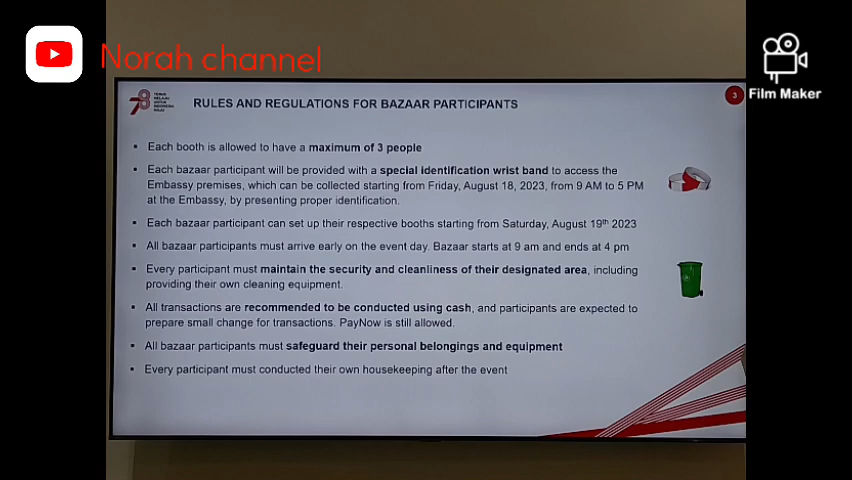 Norah channel
Film Maker
78 TERUS
MELAJU
UNTUK
INDONESIA
MAJU
RULES AND REGULATIONS FOR BAZAAR PARTICIPANTS
3
Each booth is allowed to have a maximum of 3 people
Each bazaar participant will be provided with a special identification wrist band to access the
Embassy premises, which can be collected starting from Friday, August 18, 2023, from 9 AM to 5 PM
at the Embassy, by presenting proper identification.
Each bazaar participant can set up their respective booths starting from Saturday, August 19th 2023
All bazaar participants must arrive early on the event day. Bazaar starts at 9 am and ends at 4 pm
Every participant must maintain the security and cleanliness of their designated area, including
providing their own cleaning equipment.
All transactions are recommended to be conducted using cash, and participants are expected to
prepare small change for transactions. PayNow is still allowed.
All bazaar participants must safeguard their personal belongings and equipment
Every participant must conducted their own housekeeping after the event